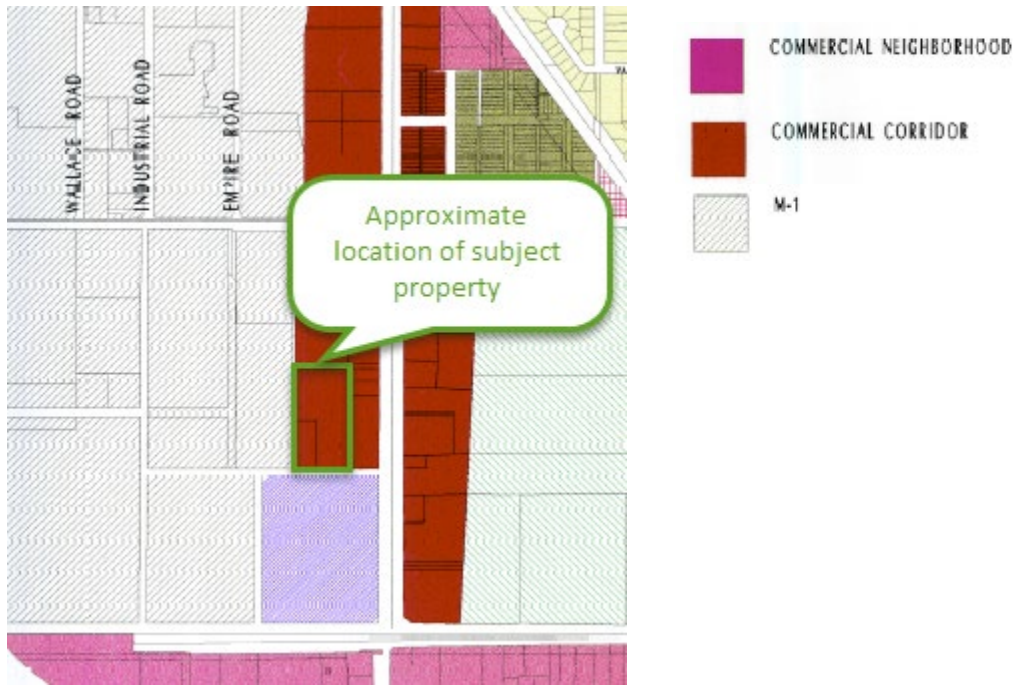 WALLACE ROAD
INDUSTRIAL ROAD
EMPIRE ROAD
Approximate
location of subject
property
COMMERCIAL NEIGHBORHOOD
COMMERCIAL CORRIDOR
M-1